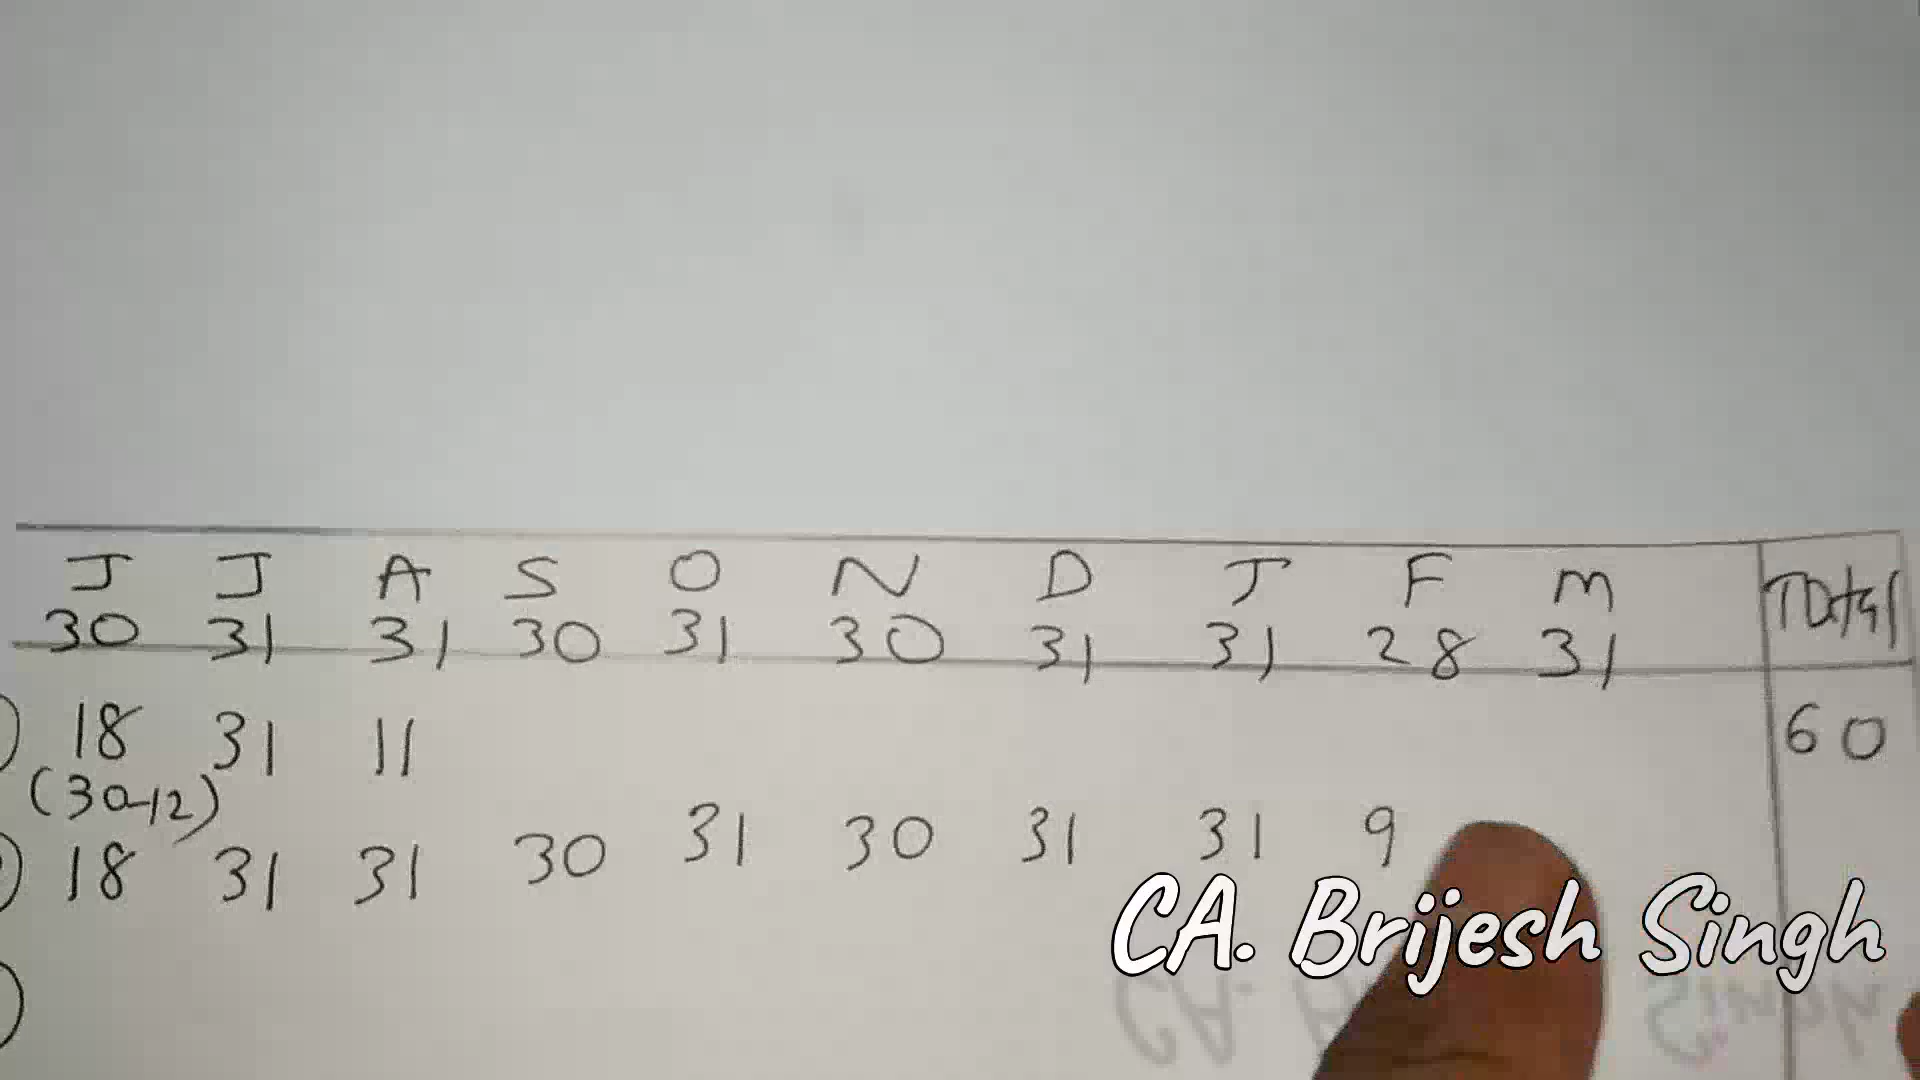 J J A S O N D J F M Total
30 31 31 30 31 30 31 31 28 31
18 31 11 60
(30-12)
18 31 31 30 31 30 31 31 9
CA. Brijesh Singh